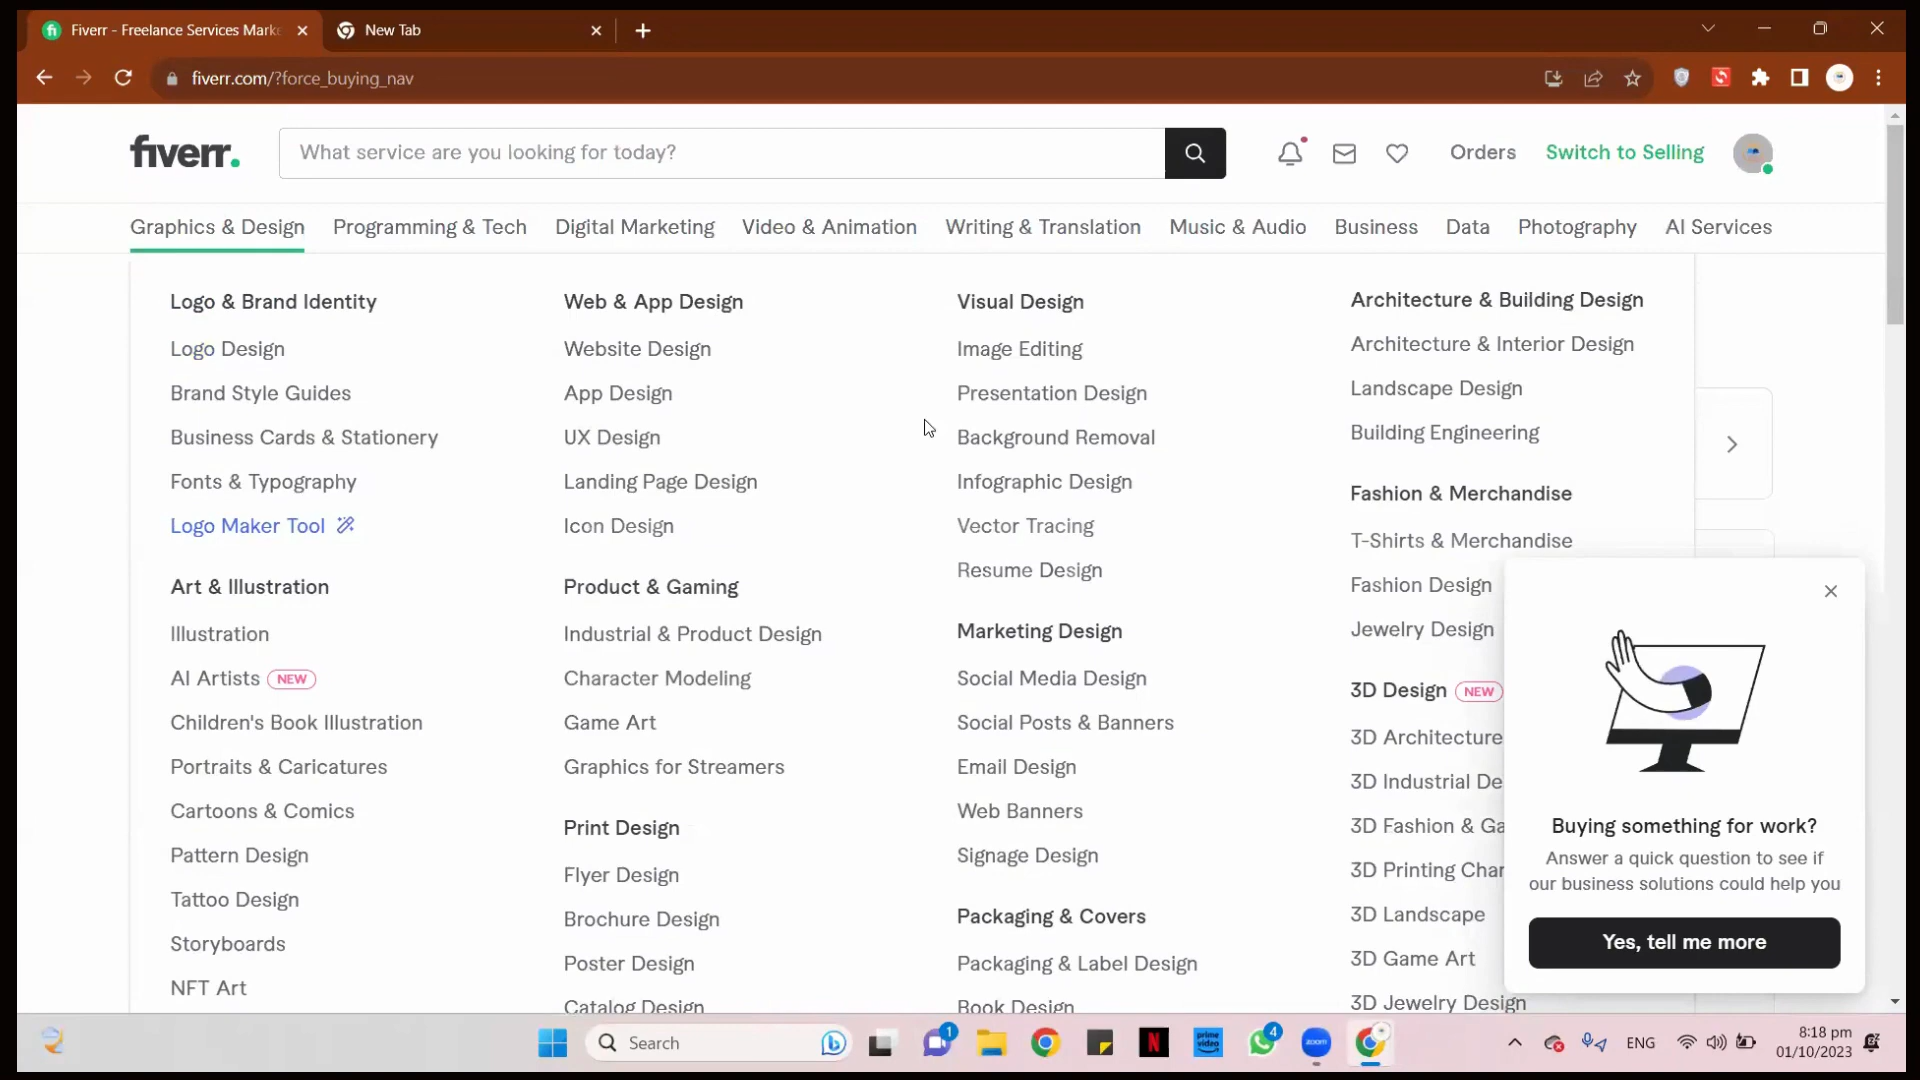 Fiverr - Freelance Services Mark
New Tab
fiverr.com/?force_buying_nav
fiverr.
What service are you looking for today?
Orders
Switch to Selling
Graphics & Design
Programming & Tech
Digital Marketing
Video & Animation
Writing & Translation
Music & Audio
Business
Data
Photography
AI Services
Logo & Brand Identity
Logo Design
Brand Style Guides
Business Cards & Stationery
Fonts & Typography
Logo Maker Tool
Art & Illustration
Illustration
AI Artists NEW
Children's Book Illustration
Portraits & Caricatures
Cartoons & Comics
Pattern Design
Tattoo Design
Storyboards
NFT Art
Web & App Design
Website Design
App Design
UX Design
Landing Page Design
Icon Design
Product & Gaming
Industrial & Product Design
Character Modeling
Game Art
Graphics for Streamers
Print Design
Flyer Design
Brochure Design
Poster Design
Catalog Design
Visual Design
Image Editing
Presentation Design
Background Removal
Infographic Design
Vector Tracing
Resume Design
Marketing Design
Social Media Design
Social Posts & Banners
Email Design
Web Banners
Signage Design
Packaging & Covers
Packaging & Label Design
Book Design
Architecture & Building Design
Architecture & Interior Design
Landscape Design
Building Engineering
Fashion & Merchandise
T-Shirts & Merchandise
Fashion Design
Jewelry Design
3D Design NEW
3D Architecture
3D Industrial De
3D Fashion & Ga
3D Printing Char
3D Landscape
3D Game Art
3D Jewelry Design
Buying something for work?
Answer a quick question to see if
our business solutions could help you
Yes, tell me more
Search
1
prime video
4
zoom
ENG
8:18 pm
01/10/2023